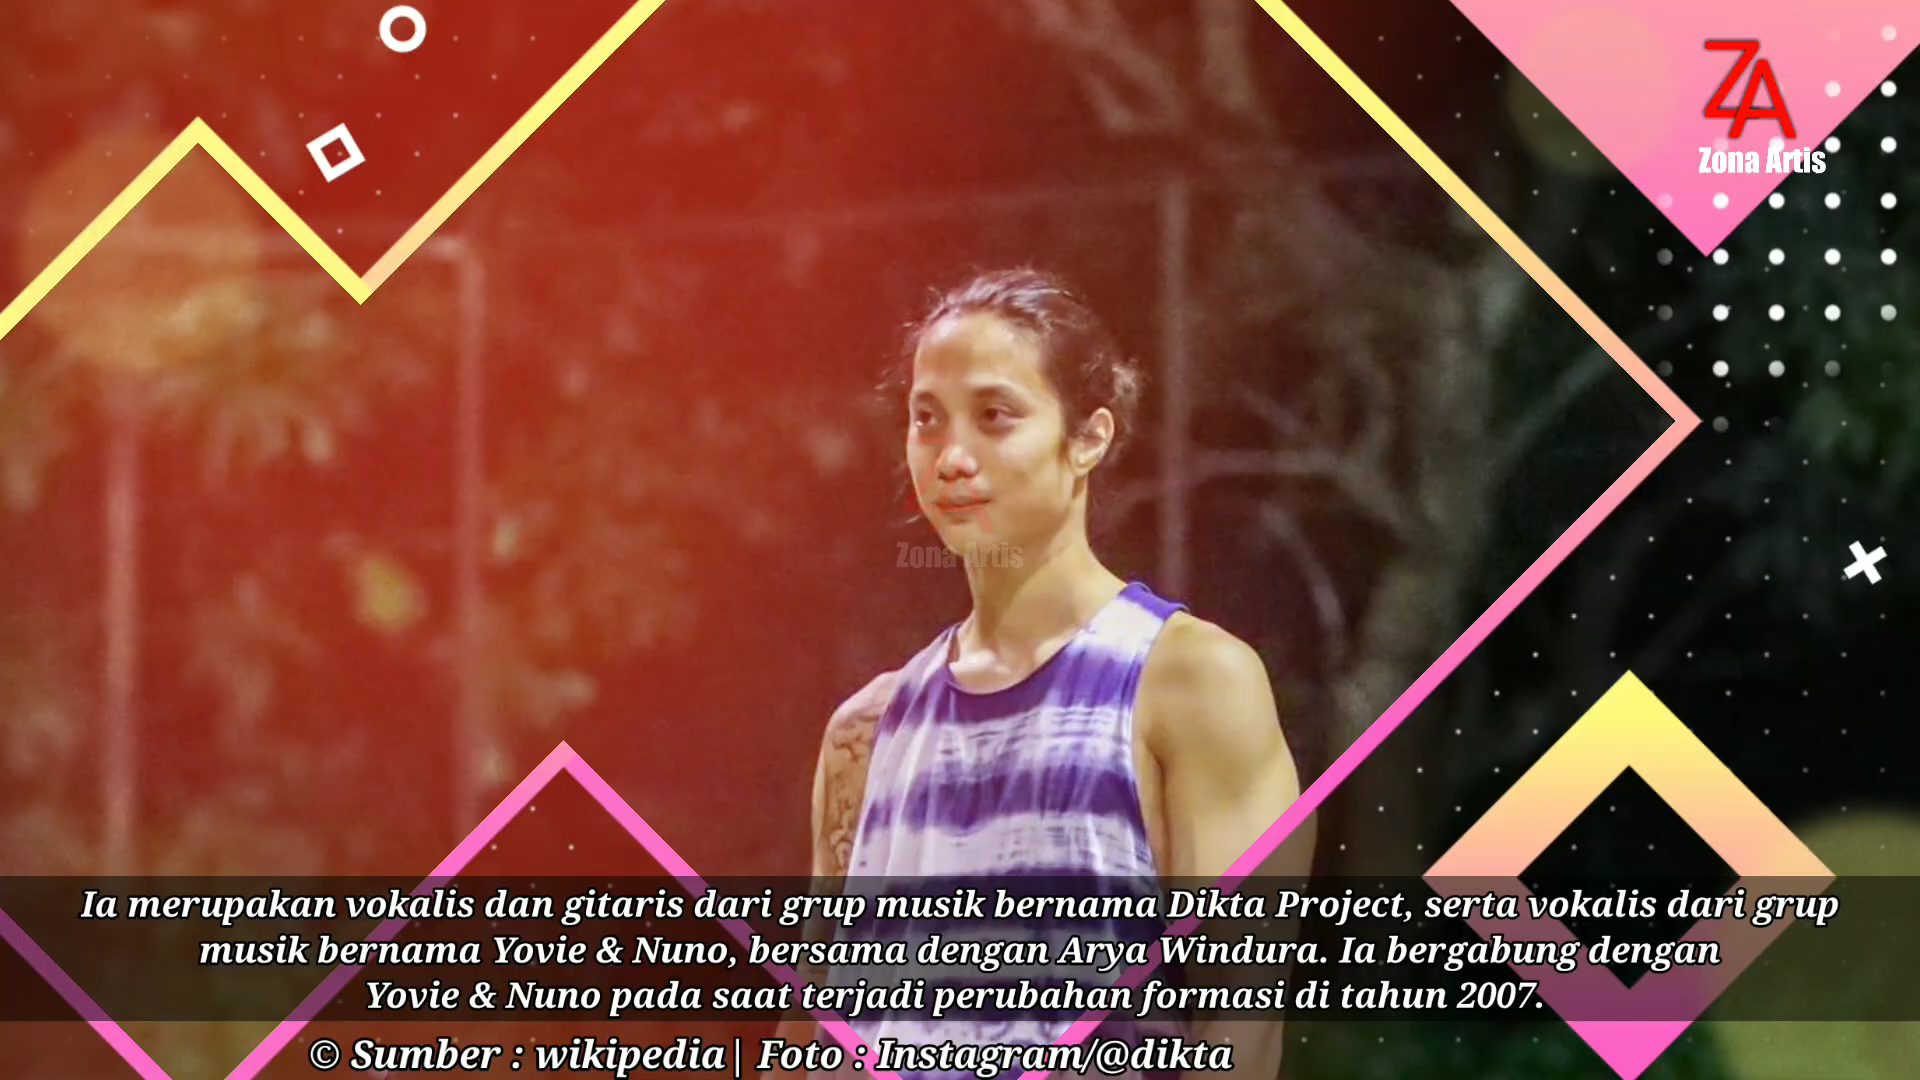 ZA
Zona Artis
Zona Artis
Ia merupakan vokalis dan gitaris dari grup musik bernama Dikta Project, serta vokalis dari grup
musik bernama Yovie & Nuno, bersama dengan Arya Windura. Ia bergabung dengan
Yovie & Nuno pada saat terjadi perubahan formasi di tahun 2007.
© Sumber : wikipedia| Foto : Instagram/@dikta